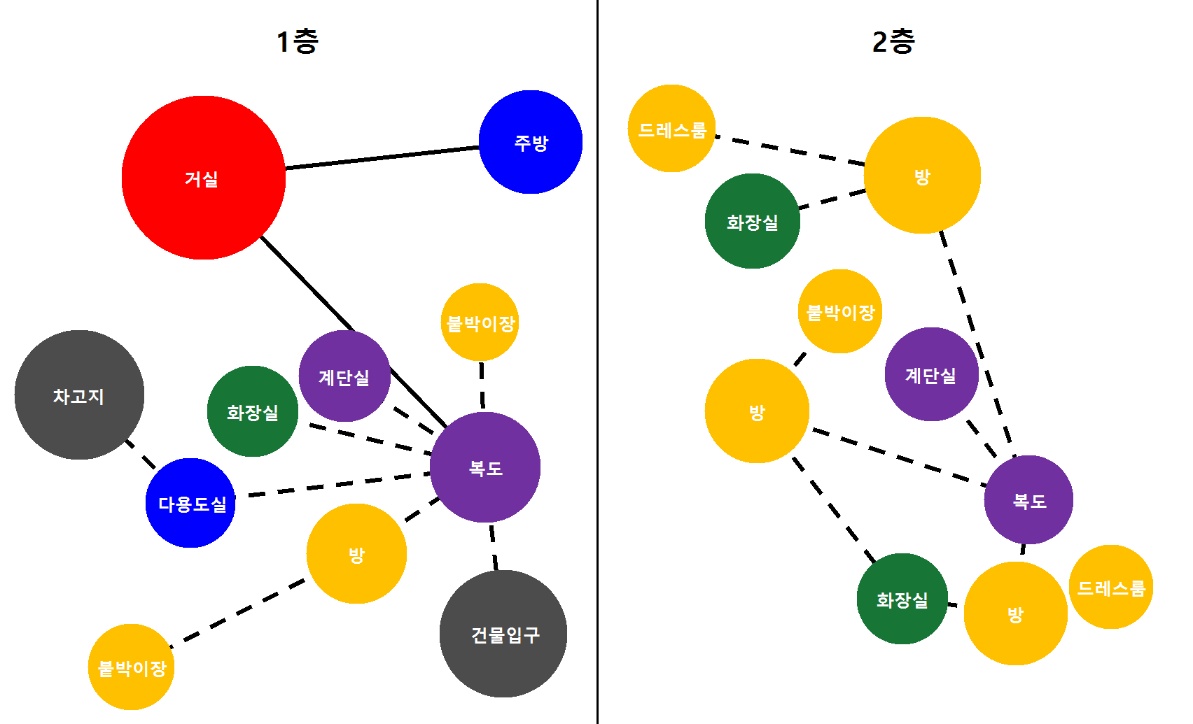 1층
주방
거실
붙박이장
계단실
차고지
화장실
복도
다용도실
방
건물입구
붙박이장
2층
드레스룸
방
화장실
붙박이장
계단실
방
복도
드레스룸
화장실
방